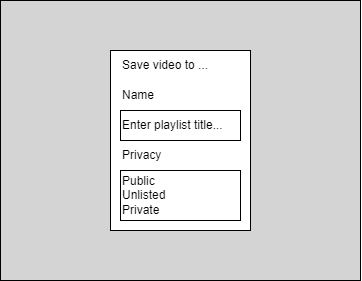 Save video to ...
Name
Enter playlist title...
Privacy
Public
Unlisted
Private